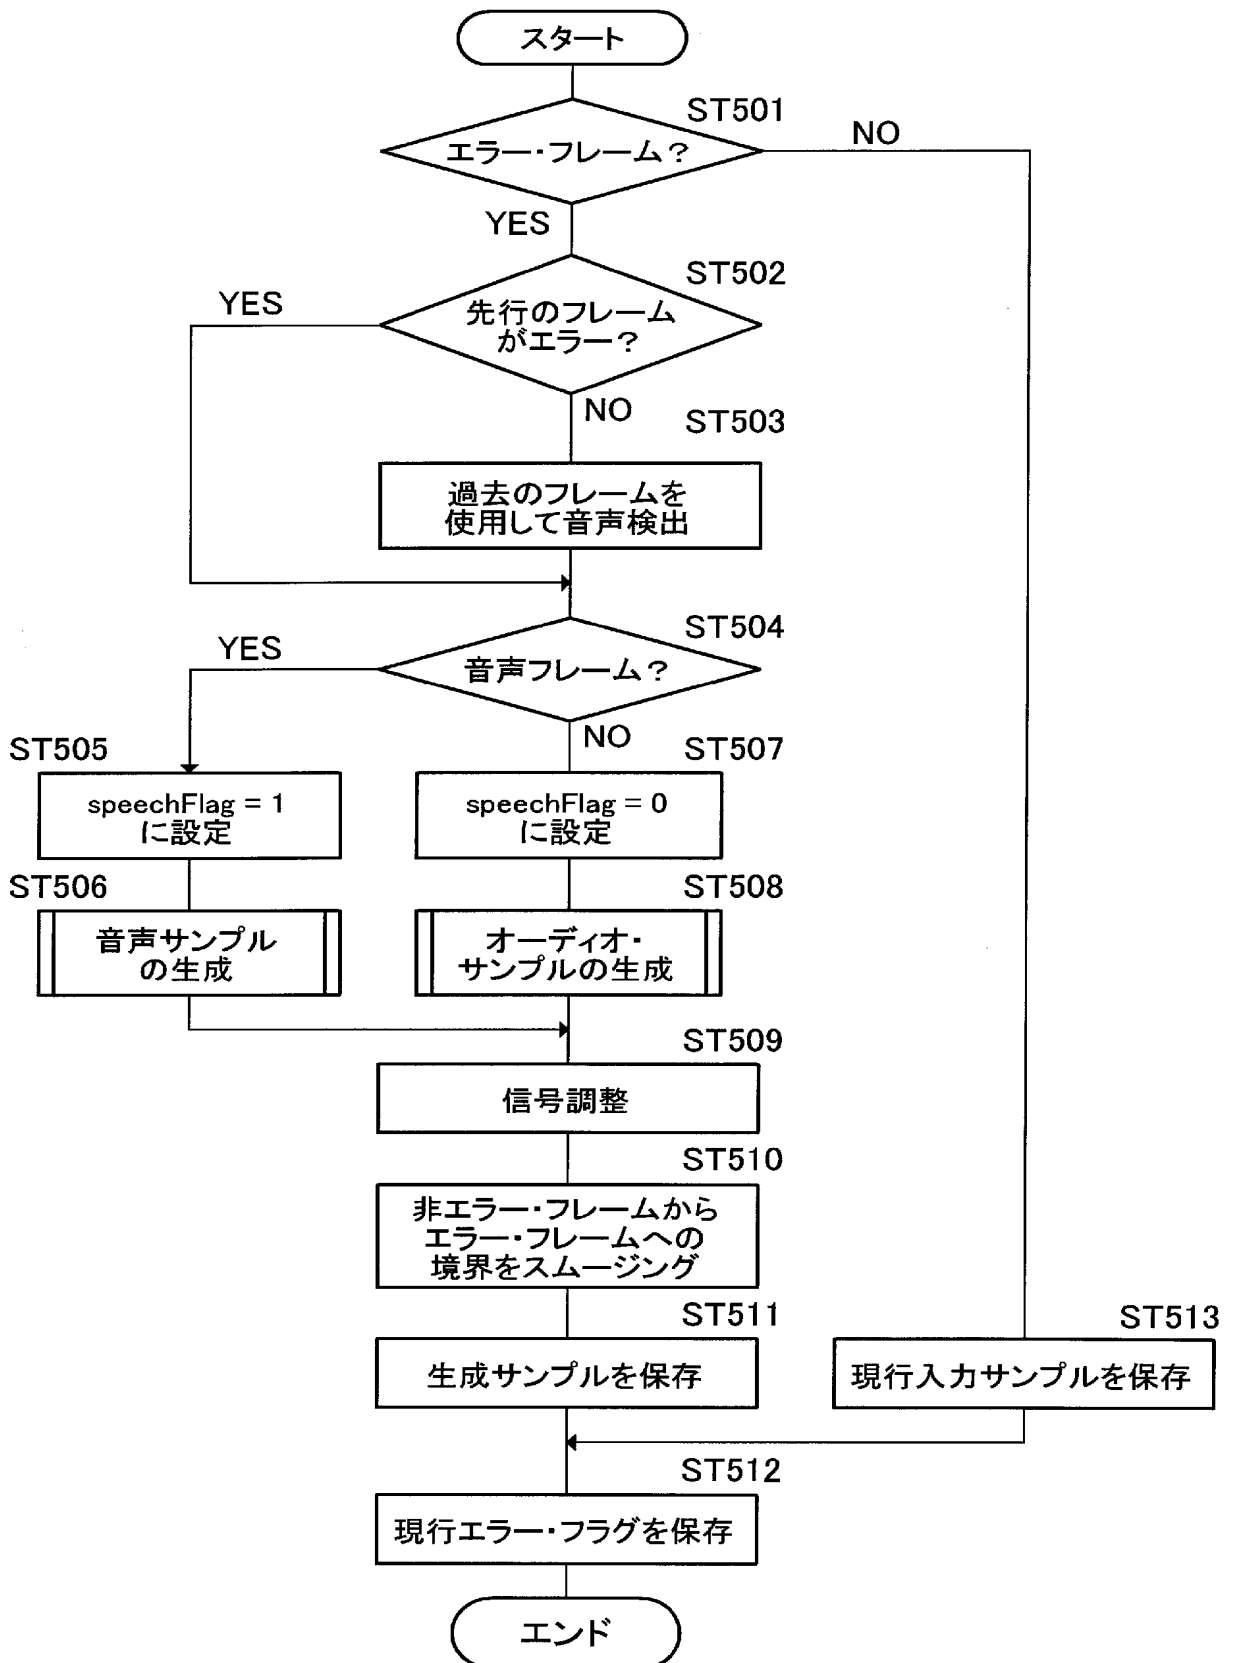 スタート
ST501
エラー・フレーム?
NO
YES
ST502
YES
先行のフレーム
がエラー?
NO
ST503
過去のフレームを
使用して音声検出
ST504
YES
音声フレーム?
NO
ST505
speechFlag = 1
に設定
ST507
speechFlag = 0
に設定
ST506
音声サンプル
の生成
ST508
オーディオ・
サンプルの生成
ST509
信号調整
ST510
非エラー・フレームから
エラー・フレームへの
境界をスムージング
ST511
生成サンプルを保存
ST513
現行入力サンプルを保存
ST512
現行エラー・フラグを保存
エンド